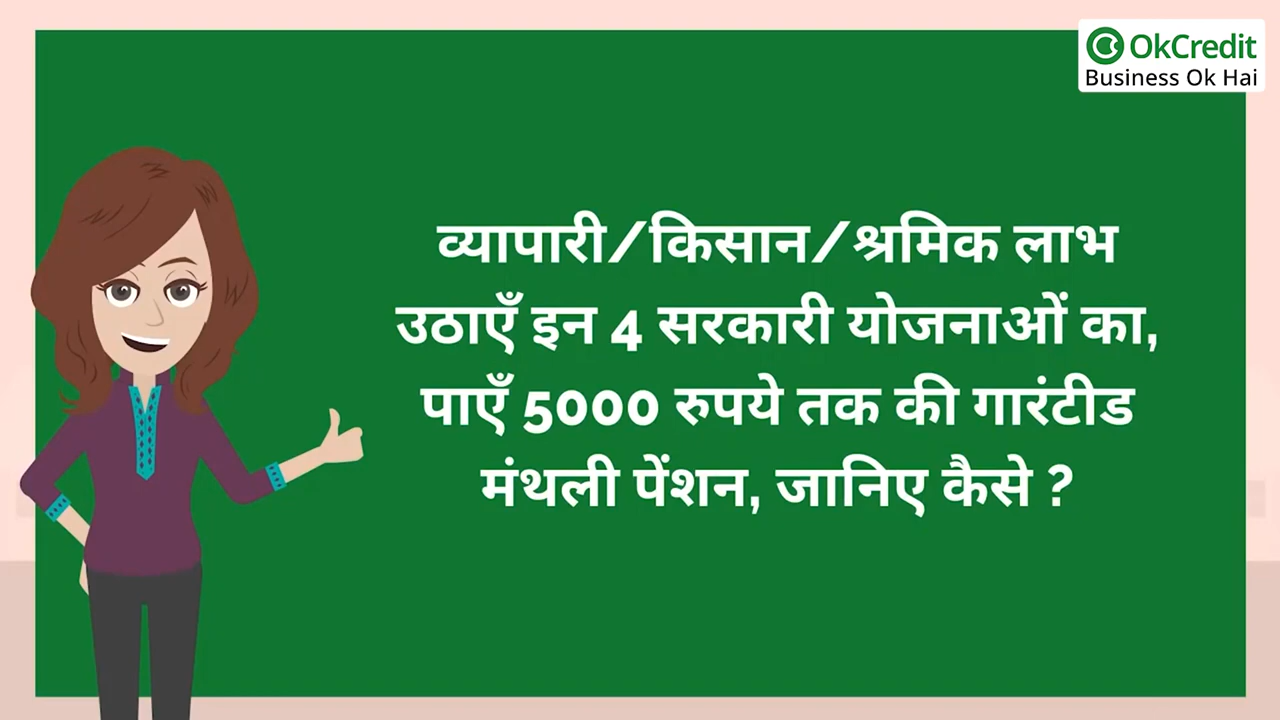 OkCredit
Business Ok Hai
व्यापारी/किसान/श्रमिक लाभ
उठाएँ इन 4 सरकारी योजनाओं का,
पाएँ 5000 रुपये तक की गारंटीड
मंथली पेंशन, जानिए कैसे ?